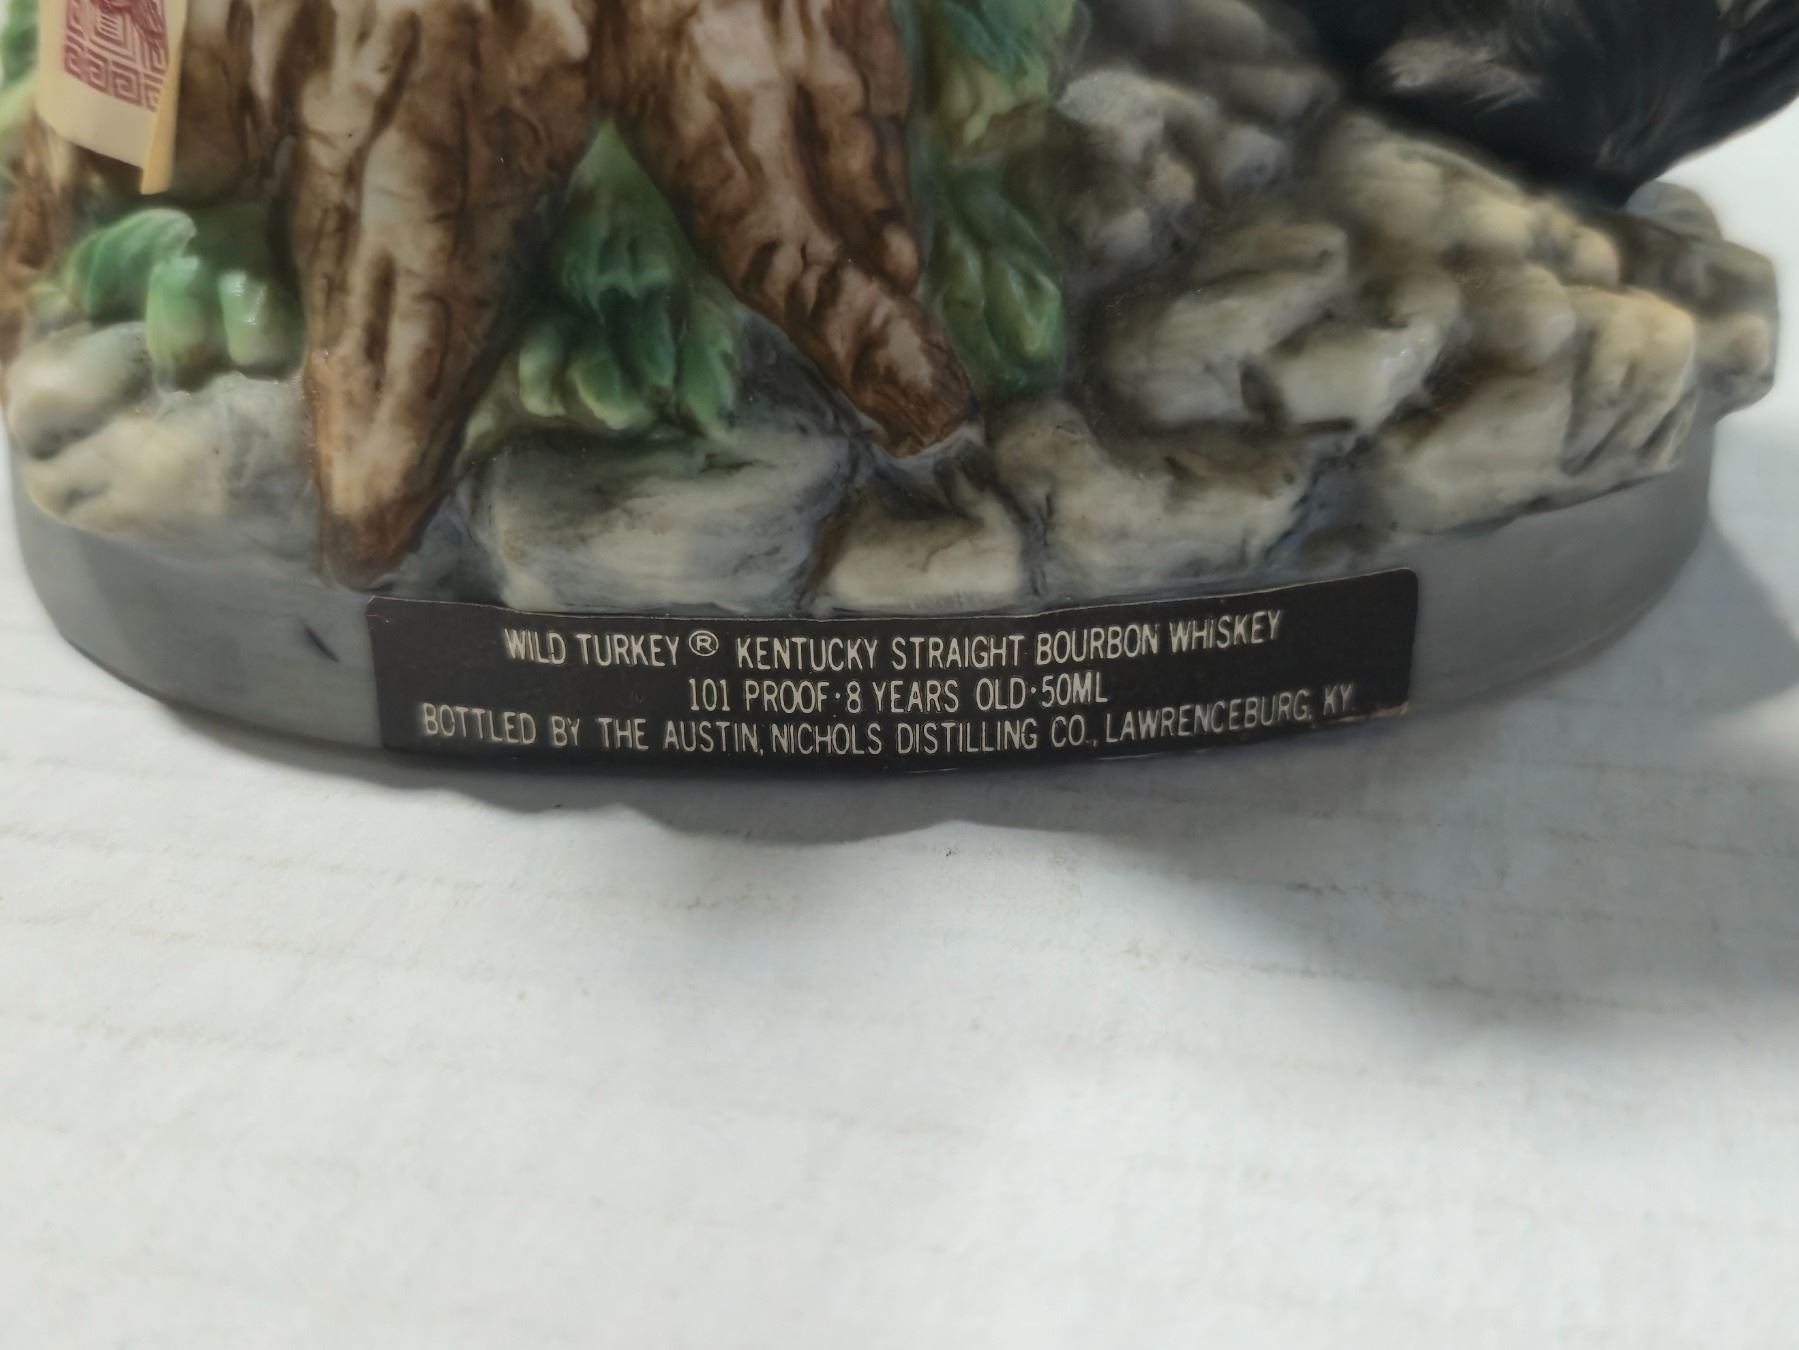 WILD TURKEY® KENTUCKY STRAIGHT BOURBON WHISKEY
101 PROOF·8 YEARS OLD·50ML
BOTTLED BY THE AUSTIN, NICHOLS DISTILLING CO., LAWRENCEBURG, KY.